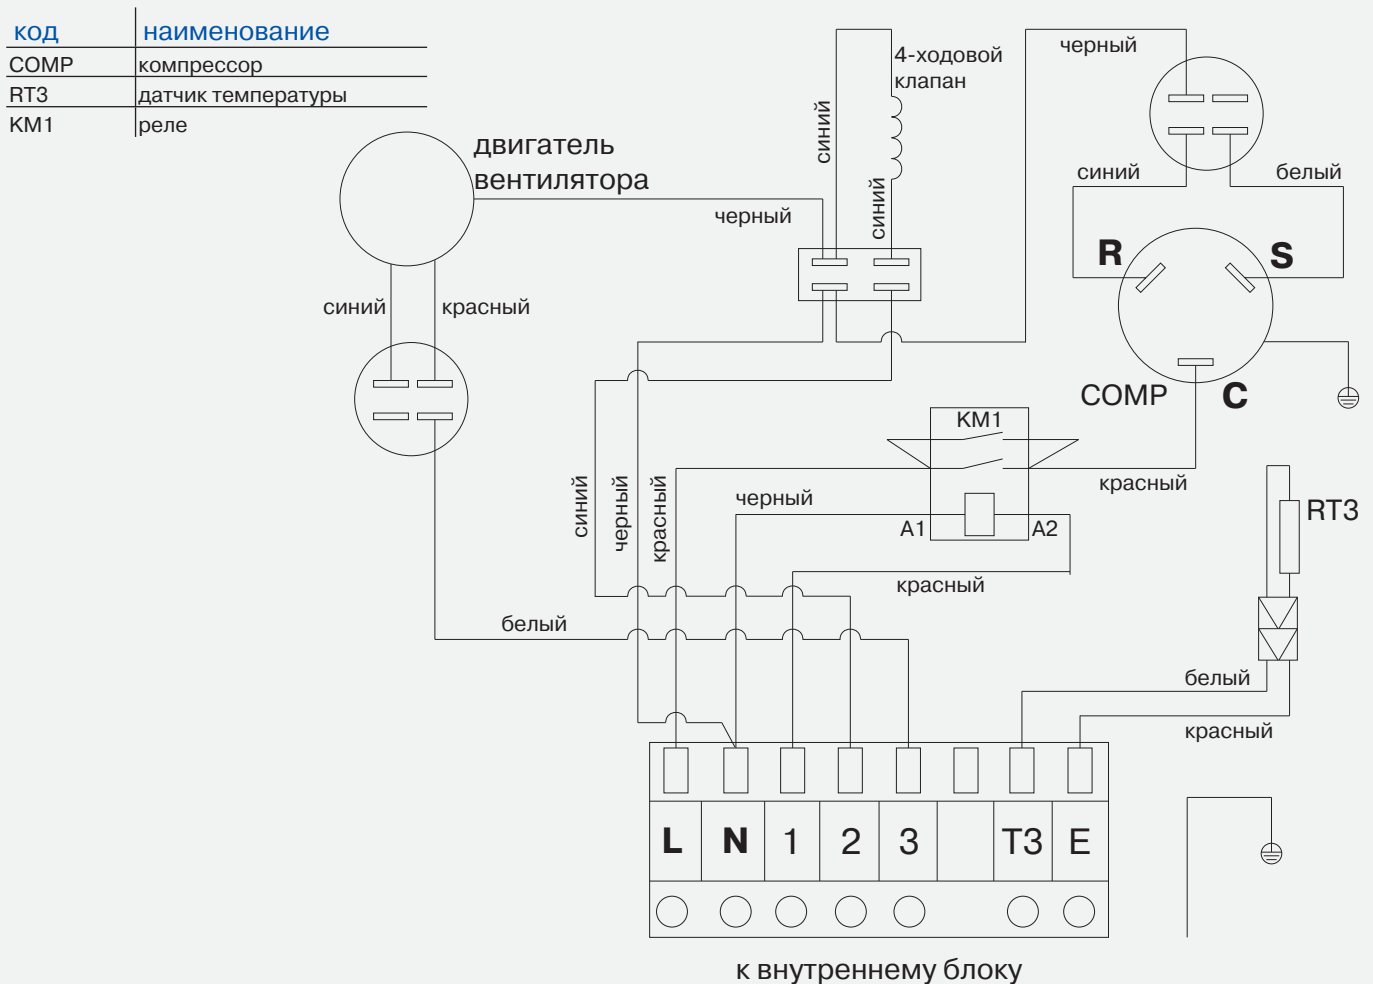 код наименование
COMP компрессор
RT3 датчик температуры
KM1 реле
двигатель
вентилятора
черный
синий
красный
синий
4-ходовой
клапан
синий
черный
синий
белый
R
S
COMP
C
KM1
красный
черный
A1
A2
красный
синий
черный
красный
белый
RT3
белый
красный
L N 1 2 3 T3 E
к внутреннему блоку